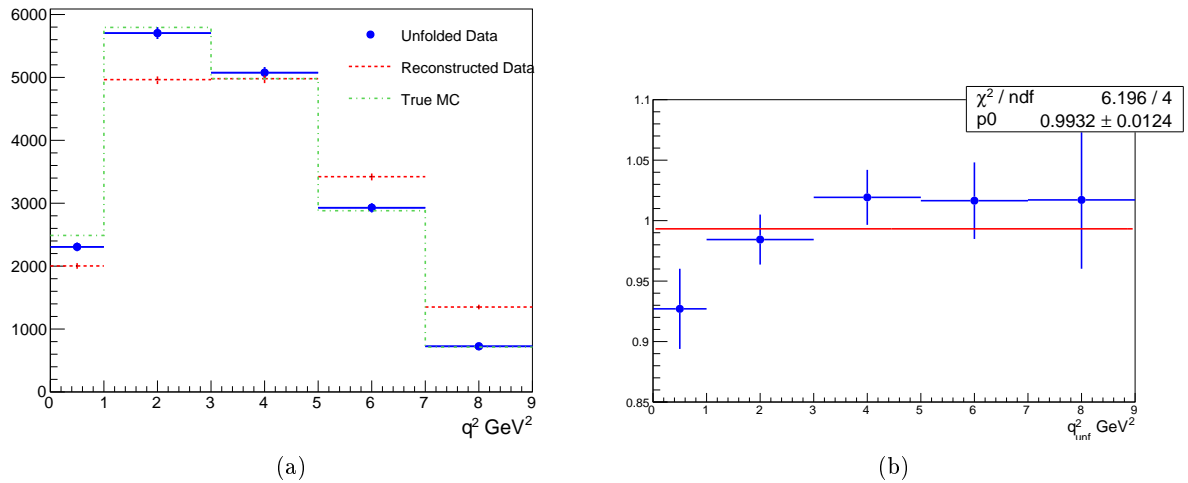 6000
5000
4000
3000
2000
1000
0
0 1 2 3 4 5 6 7 8 9
q² GeV²
Unfolded Data
Reconstructed Data
True MC
(a)
χ² / ndf 6.196 / 4
p0 0.9932 ± 0.0124
1.1
1.05
1
0.95
0.9
0.85
0 1 2 3 4 5 6 7 8 9
q²unf GeV²
(b)